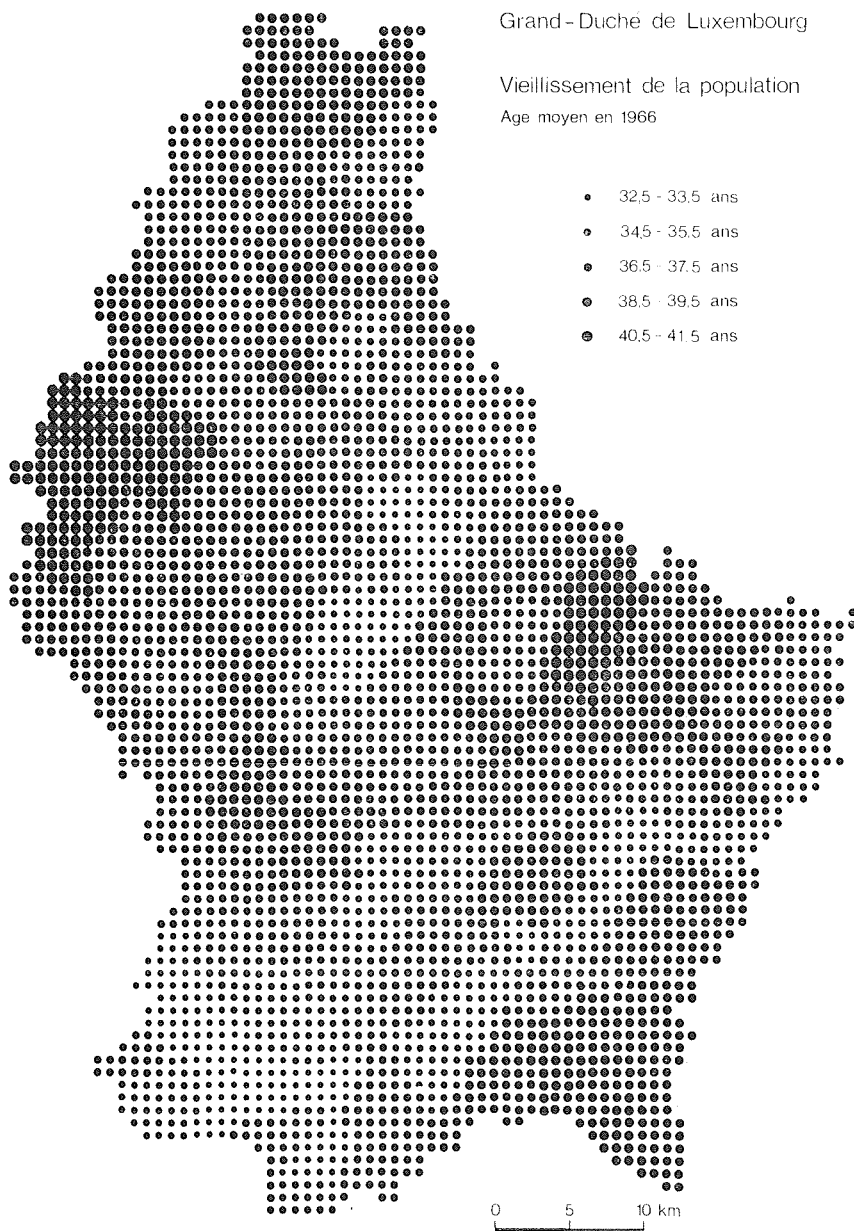 Grand-Duché de Luxembourg
Vieillissement de la population
Age moyen en 1966
32,5 - 33,5 ans
34,5 - 35,5 ans
36,5 - 37,5 ans
38,5 - 39,5 ans
40,5 - 41,5 ans
0 5 10 km